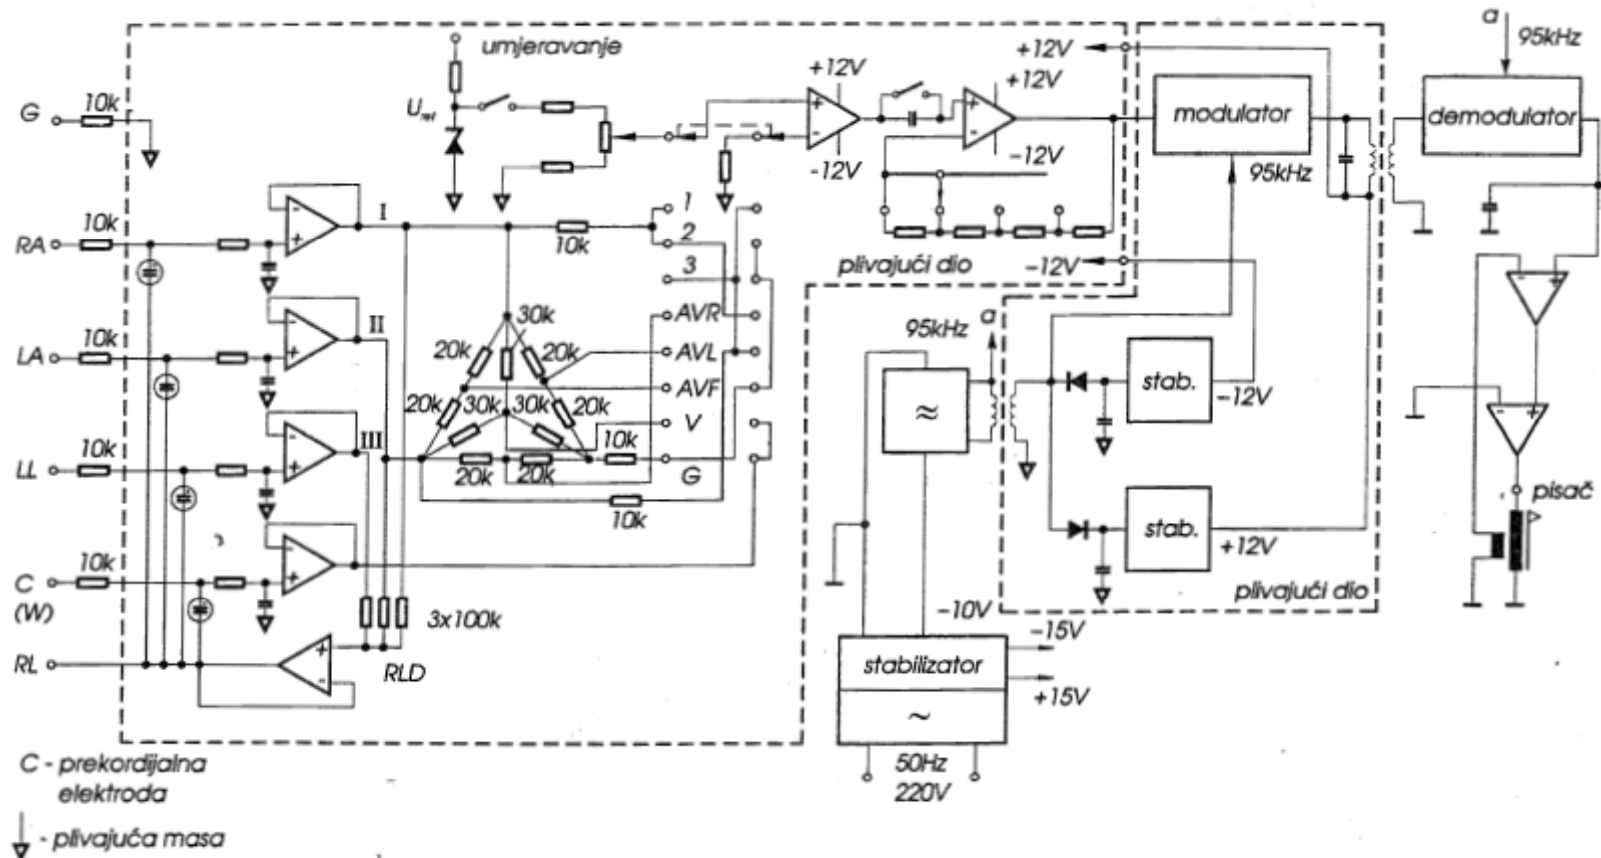 umjeravanje
a
95kHz
+12V
+12V
+12V
G
10k
U_ref
modulator
demodulator
-12V
-12V
95kHz
I
1
2
3
10k
RA
10k
plivajući dio
-12V
II
30k
AVR
20k
20k
AVL
AVF
95kHz
a
LA
10k
≈
stab.
-12V
20k
30k
30k
20k
V
10k
G
III
LL
10k
20k
20k
10k
pisač
stab.
+12V
10k
C
(W)
3x100k
plivajući dio
-10V
-15V
RL
RLD
stabilizator
+15V
~
50Hz
220V
C - prekordijalna
elektroda
- plivajuća masa